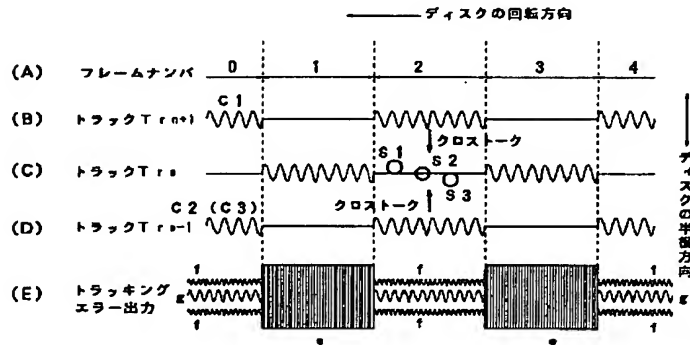 ディスクの回転方向
(A) フレームナンバ 0 1 2 3 4
(B) トラックTrn+1 C1
クロストーク
(C) トラックTrn S1 S2 S3
クロストーク
(D) トラックTrn-1 C2 (C3)
(E) トラッキングエラー出力 f f f
g g
f f f
ディスクの半径方向